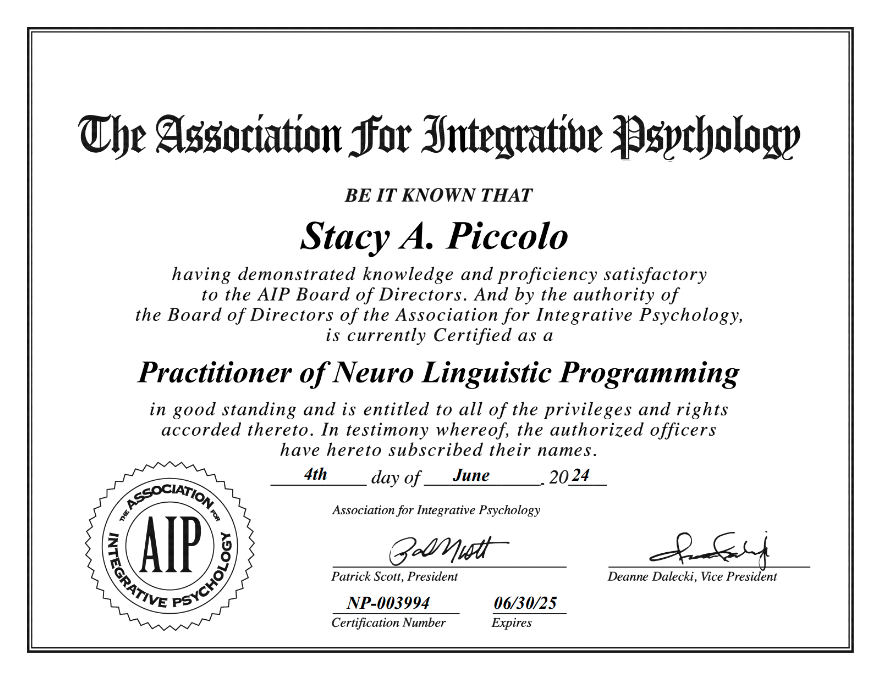 The Association For Integrative Psychology
BE IT KNOWN THAT
Stacy A. Piccolo
having demonstrated knowledge and proficiency satisfactory
to the AIP Board of Directors. And by the authority of
the Board of Directors of the Association for Integrative Psychology,
is currently Certified as a
Practitioner of Neuro Linguistic Programming
in good standing and is entitled to all of the privileges and rights
accorded thereto. In testimony whereof, the authorized officers
have hereto subscribed their names.
4th day of June . 20 24
THE ASSOCIATION FOR
AIP
INTEGRATIVE PSYCHOLOGY
Association for Integrative Psychology
Patrick Scott, President
Deanne Dalecki, Vice President
NP-003994 06/30/25
Certification Number Expires